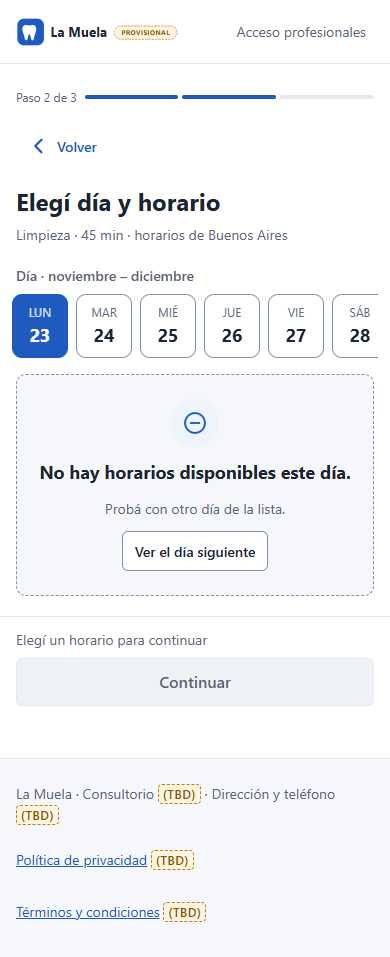 La Muela PROVISIONAL Acceso profesionales
Paso 2 de 3
Volver
Elegí día y horario
Limpieza · 45 min · horarios de Buenos Aires
Día · noviembre – diciembre
LUN MAR MIÉ JUE VIE SÁB
23 24 25 26 27 28
No hay horarios disponibles este día.
Probá con otro día de la lista.
Ver el día siguiente
Elegí un horario para continuar
Continuar
La Muela · Consultorio (TBD) · Dirección y teléfono
(TBD)
Política de privacidad (TBD)
Términos y condiciones (TBD)